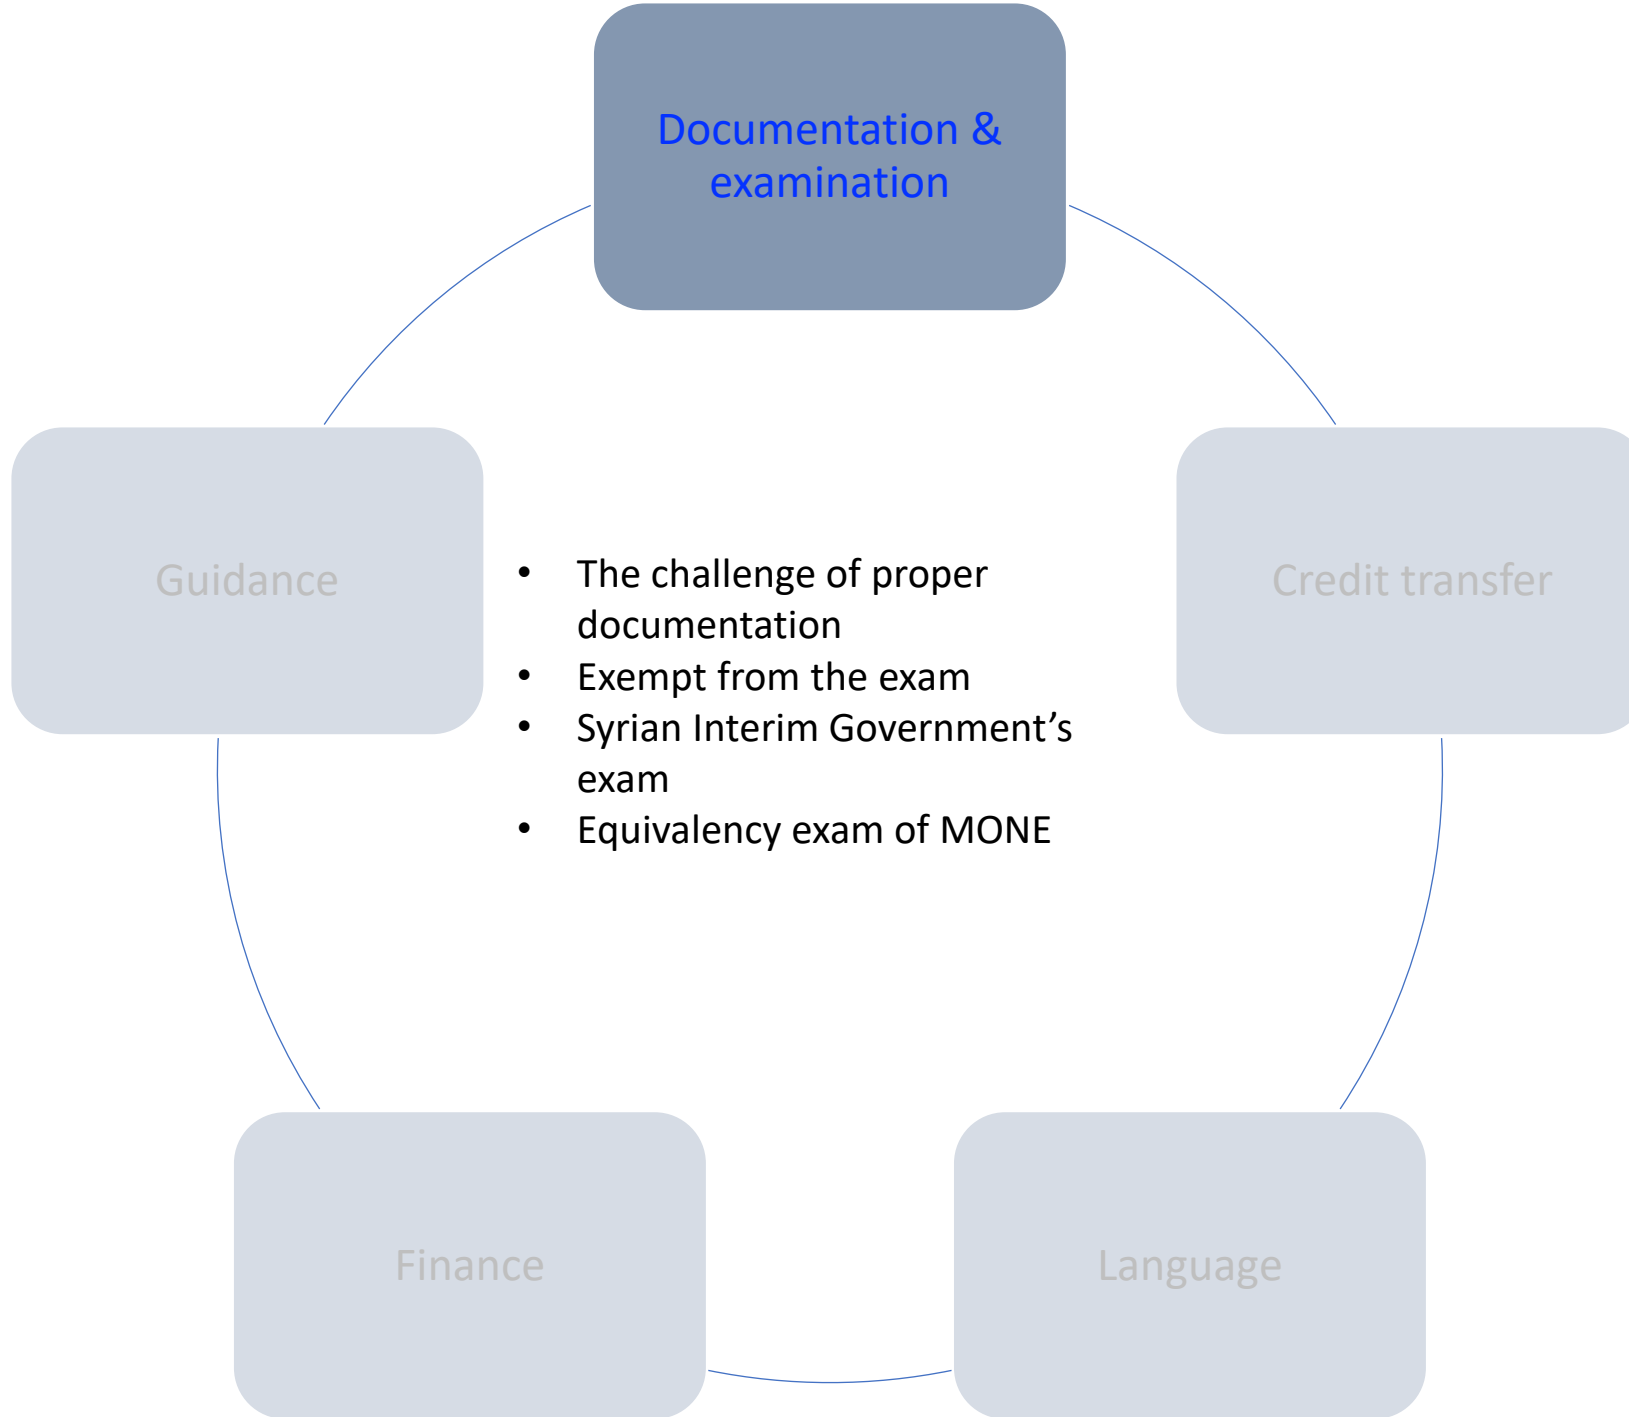 Documentation &
examination
Guidance
Credit transfer
• The challenge of proper
documentation
• Exempt from the exam
• Syrian Interim Government’s
exam
• Equivalency exam of MONE
Finance
Language